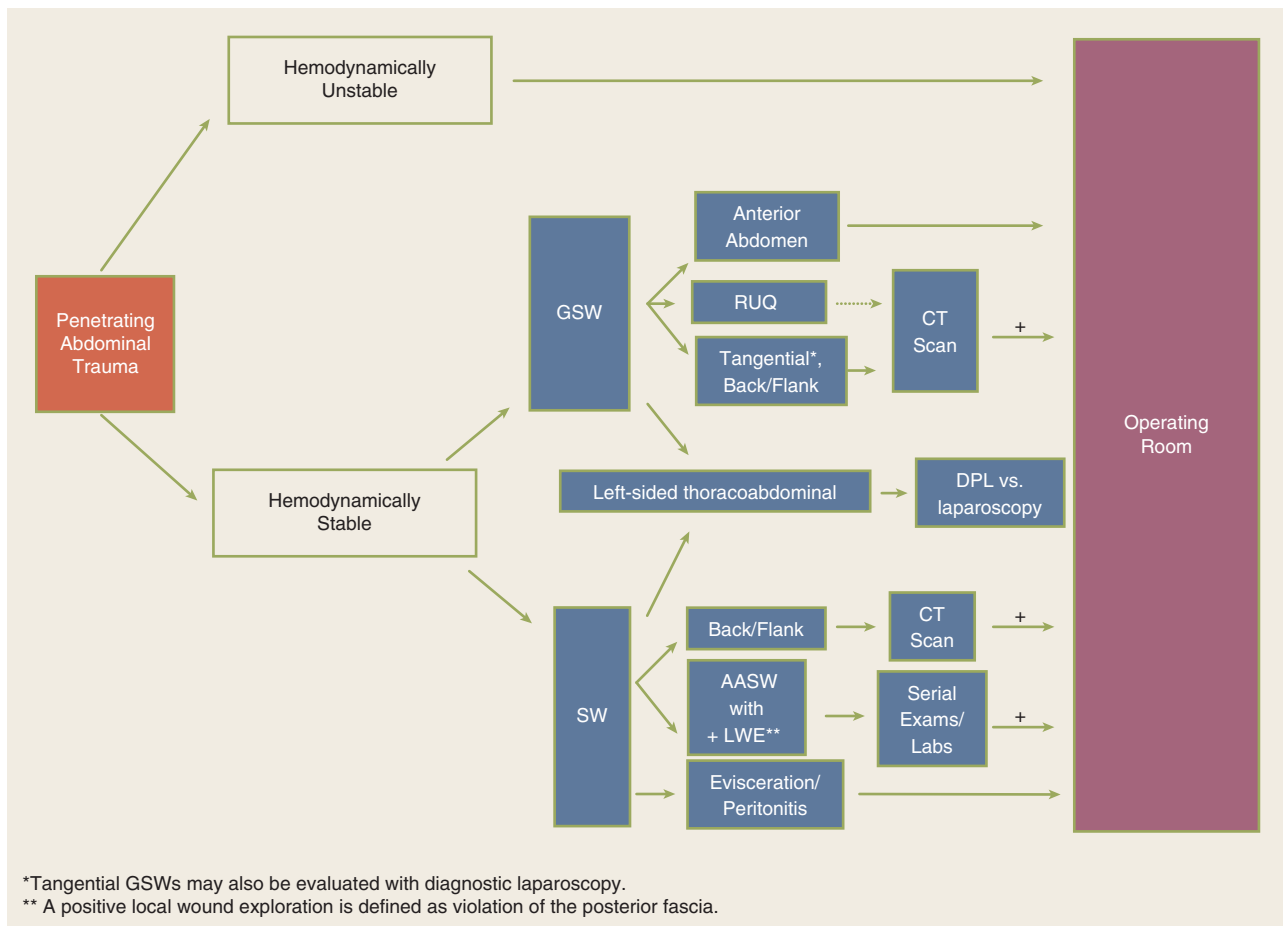 Hemodynamically
Unstable
Anterior
Abdomen
GSW
RUQ
CT
Scan
+
Tangential*,
Back/Flank
Penetrating
Abdominal
Trauma
Operating
Room
Hemodynamically
Stable
Left-sided thoracoabdominal
DPL vs.
laparoscopy
SW
Back/Flank
CT
Scan
+
AASW
with
+ LWE**
Serial
Exams/
Labs
+
Evisceration/
Peritonitis
*Tangential GSWs may also be evaluated with diagnostic laparoscopy.
** A positive local wound exploration is defined as violation of the posterior fascia.